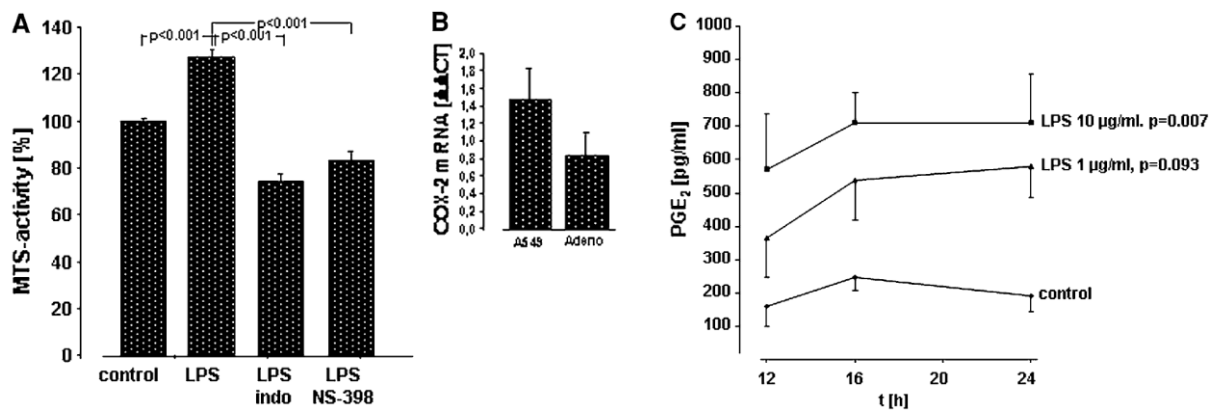 A
MTS-activity [%]
140
120
100
80
60
40
20
0
p<0.001
p<0.001
p<0.001
control
LPS
LPS indo
LPS NS-398
B
COX-2 m RNA [▲▲CT]
2,0
1,8
1,6
1,4
1,2
1,0
0,8
0,6
0,4
0,2
0,0
A549
Adeno
C
PGE2 [pg/ml]
1000
900
800
700
600
500
400
300
200
100
LPS 10 µg/ml. p=0.007
LPS 1 µg/ml, p=0.093
control
12
16
20
24
t [h]